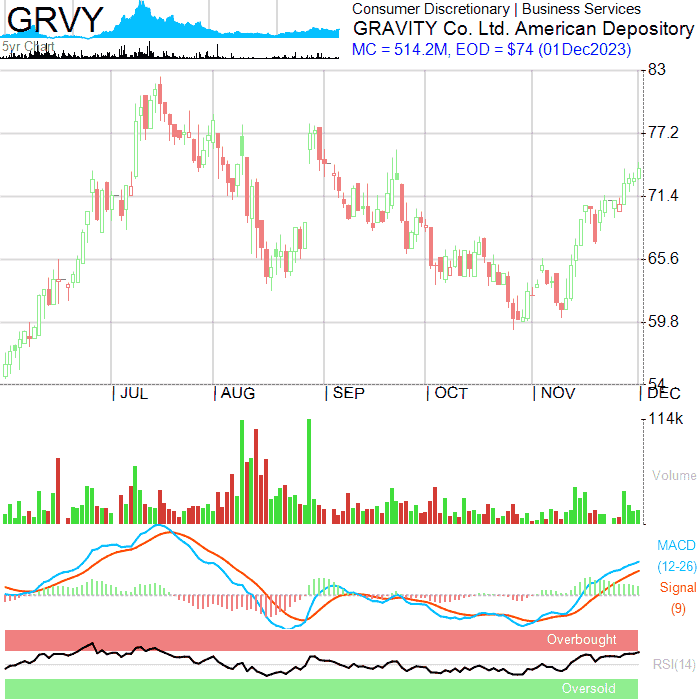 GRVY
5yr Chart
Consumer Discretionary | Business Services
GRAVITY Co. Ltd. American Depository
MC = 514.2M, EOD = $74 (01Dec2023)
83
77.2
71.4
65.6
59.8
54
| JUL | AUG | SEP | OCT | NOV | DEC
114k
Volume
MACD
(12-26)
Signal
(9)
Overbought
RSI(14)
Oversold